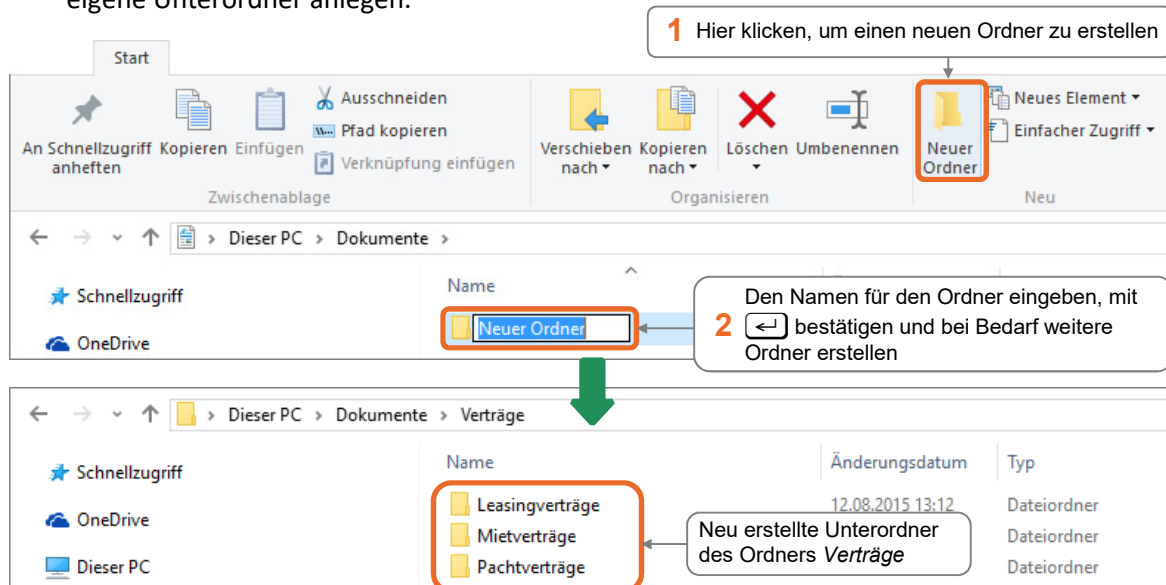 eigene Unterordner anlegen.
1 Hier klicken, um einen neuen Ordner zu erstellen
Start
An Schnellzugriff anheften
Kopieren
Einfügen
Ausschneiden
Pfad kopieren
Verknüpfung einfügen
Verschieben nach
Kopieren nach
Löschen
Umbenennen
Neuer Ordner
Neues Element
Einfacher Zugriff
Zwischenablage
Organisieren
Neu
Dieser PC > Dokumente >
Schnellzugriff
OneDrive
Name
Neuer Ordner
2 Den Namen für den Ordner eingeben, mit
bestätigen und bei Bedarf weitere
Ordner erstellen
Dieser PC > Dokumente > Verträge
Schnellzugriff
OneDrive
Dieser PC
Name Änderungsdatum Typ
Leasingverträge 12.08.2015 13:12 Dateiordner
Mietverträge Dateiordner
Pachtverträge Dateiordner
Neu erstellte Unterordner
des Ordners Verträge